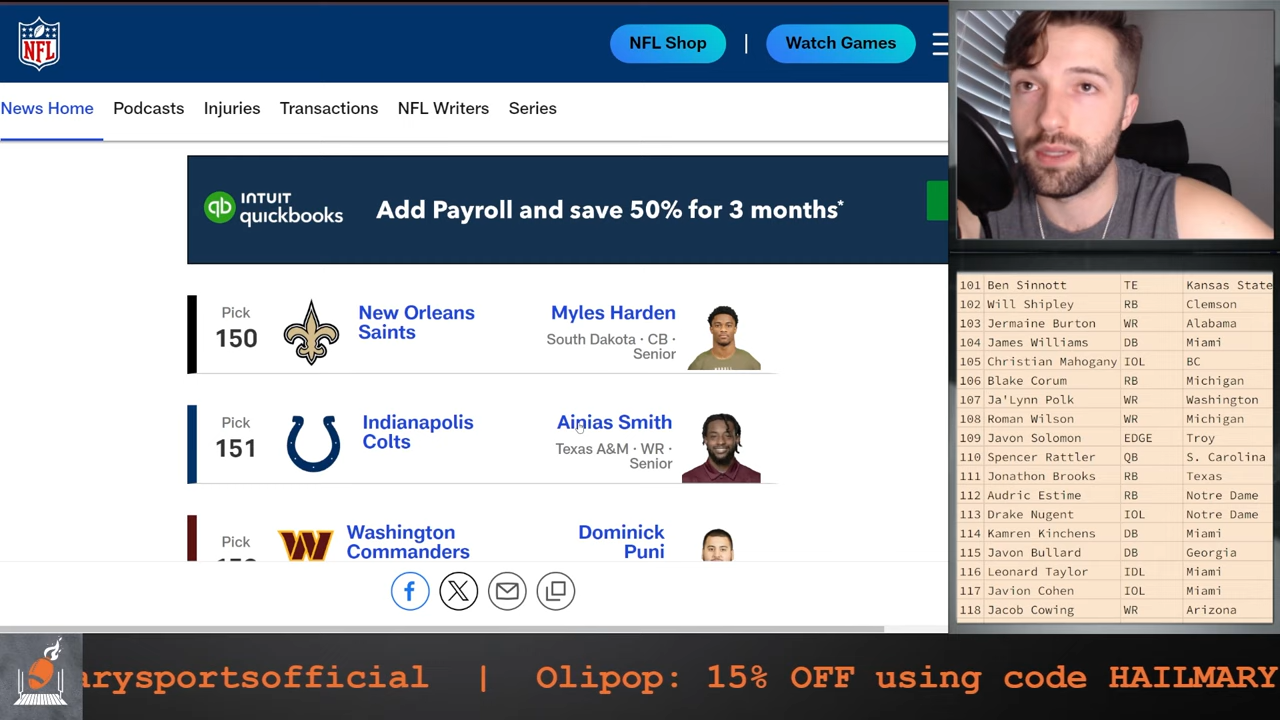 NFL
NFL Shop | Watch Games
News Home Podcasts Injuries Transactions NFL Writers Series
qb INTUIT quickbooks Add Payroll and save 50% for 3 months*
Pick 150
New Orleans Saints
Myles Harden
South Dakota · CB · Senior
Pick 151
Indianapolis Colts
Ainias Smith
Texas A&M · WR · Senior
Pick
Washington Commanders
Dominick Puni
101 Ben Sinnott TE Kansas State
102 Will Shipley RB Clemson
103 Jermaine Burton WR Alabama
104 James Williams DB Miami
105 Christian Mahogany IOL BC
106 Blake Corum RB Michigan
107 Ja'Lynn Polk WR Washington
108 Roman Wilson WR Michigan
109 Javon Solomon EDGE Troy
110 Spencer Rattler QB S. Carolina
111 Jonathon Brooks RB Texas
112 Audric Estime RB Notre Dame
113 Drake Nugent IOL Notre Dame
114 Kamren Kinchens DB Miami
115 Javon Bullard DB Georgia
116 Leonard Taylor IDL Miami
117 Javion Cohen IOL Miami
118 Jacob Cowing WR Arizona
arysportsofficial | Olipop: 15% OFF using code HAILMARY